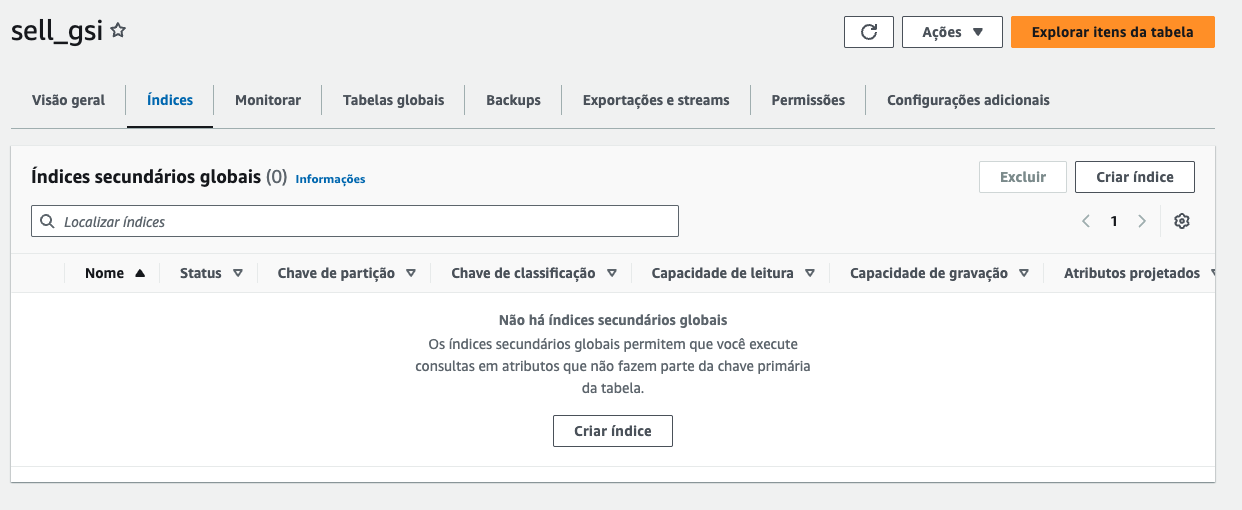 sell_gsi
Ações
Explorar itens da tabela
Visão geral
Índices
Monitorar
Tabelas globais
Backups
Exportações e streams
Permissões
Configurações adicionais
Índices secundários globais (0) Informações
Excluir
Criar índice
Localizar índices
1
Nome
Status
Chave de partição
Chave de classificação
Capacidade de leitura
Capacidade de gravação
Atributos projetados
Não há índices secundários globais
Os índices secundários globais permitem que você execute
consultas em atributos que não fazem parte da chave primária
da tabela.
Criar índice